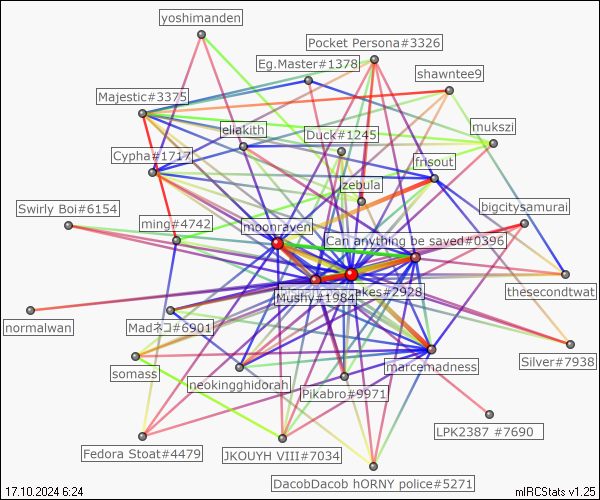 yoshimanden
Pocket Persona#3326
Eg.Master#1378
shawntee9
Majestic#3375
mukszi
eliakith
Duck#1245
Cypha#1717
frisout
zebula
Swirly Boi#6154
bigcitysamurai
ming#4742
moonraven
Can anything be saved#0396
Mushy#1984
akes#2928
thesecondtwat
normalwan
Madネコ#6901
somass
marcemadness
Silver#7938
neokingghidorah
Pikabro#9971
LPK2387 #7690
Fedora Stoat#4479
JKOUYH VIII#7034
DacobDacob hORNY police#5271
17.10.2024 6:24
mIRCStats v1.25